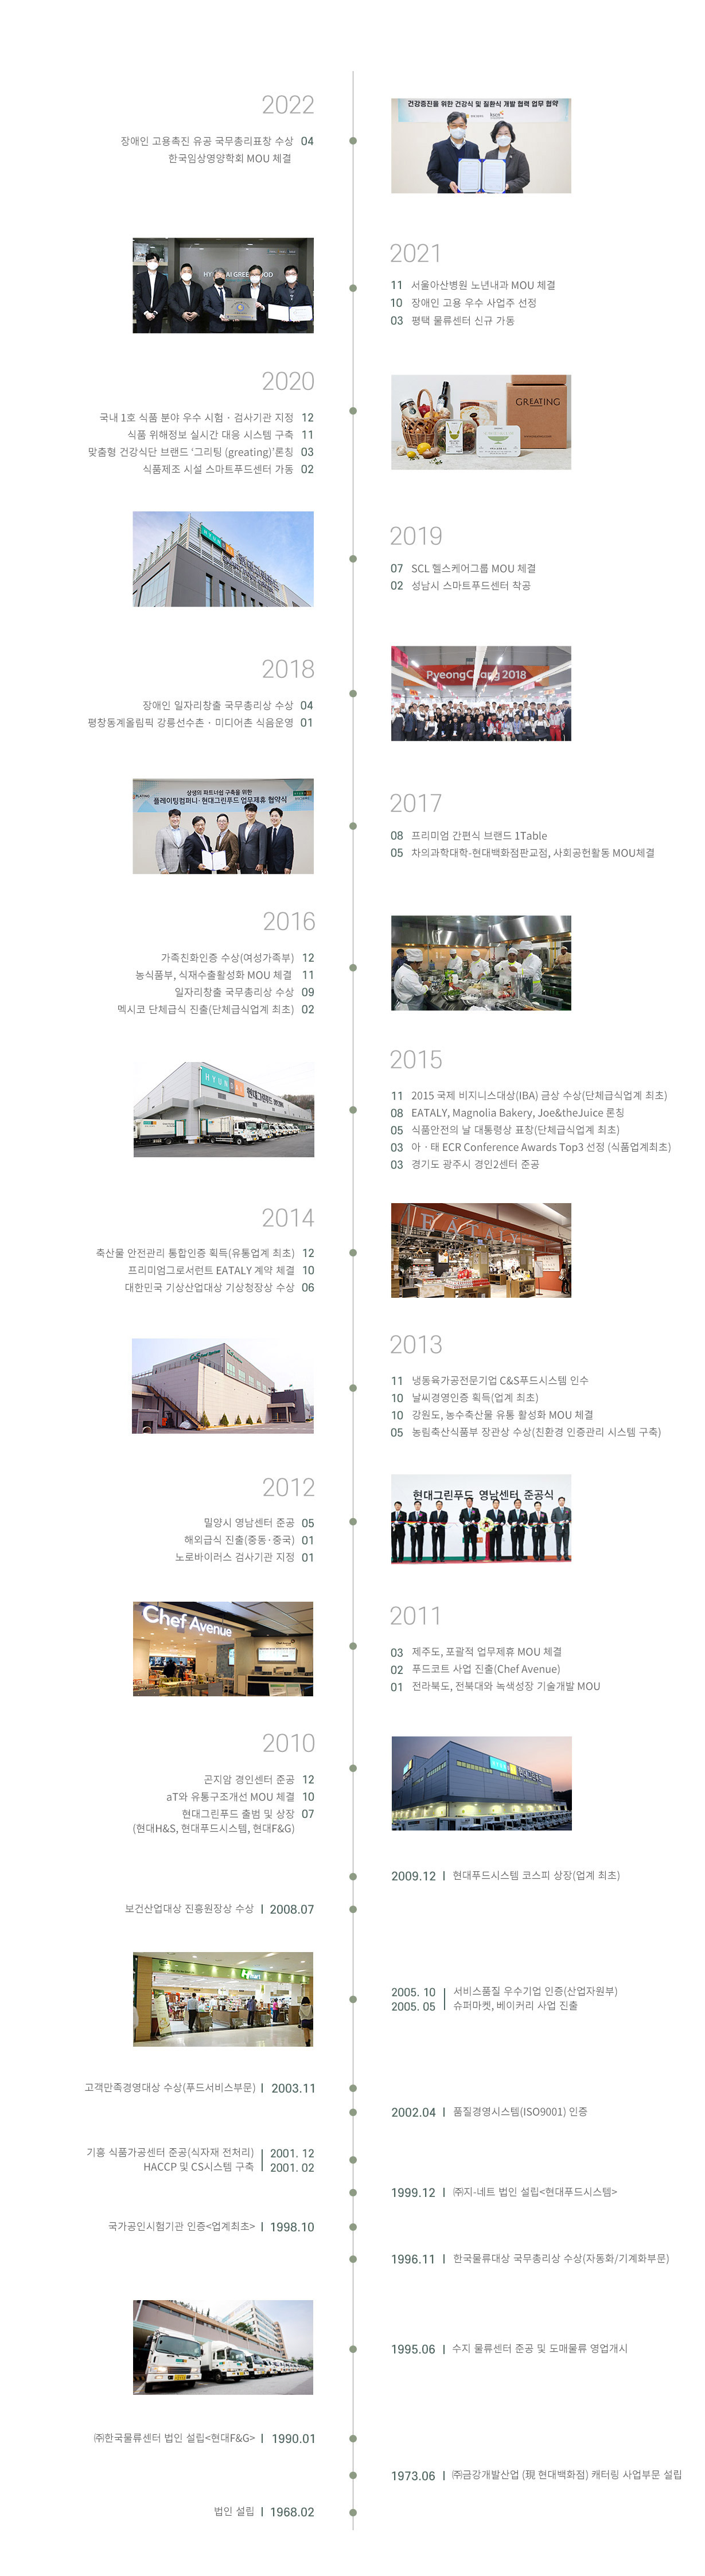 2022
장애인 고용촉진 유공 국무총리표창 수상 04
한국임상영양학회 MOU 체결
건강증진을 위한 건강식 및 질환식 개발 협력 업무 협약
2021
11 서울아산병원 노년내과 MOU 체결
10 장애인 고용 우수 사업주 선정
03 평택 물류센터 신규 가동
2020
국내 1호 식품 분야 우수 시험 · 검사기관 지정 12
식품 위해정보 실시간 대응 시스템 구축 11
맞춤형 건강식단 브랜드 ‘그리팅 (greating)’론칭 03
식품제조 시설 스마트푸드센터 가동 02
GREATING
2019
07 SCL 헬스케어그룹 MOU 체결
02 성남시 스마트푸드센터 착공
현대그린푸드
2018
장애인 일자리창출 국무총리상 수상 04
평창동계올림픽 강릉선수촌 · 미디어촌 식음운영 01
PyeongChang 2018
상생의 파트너쉽 구축을 위한
플레이팅컴퍼니·현대그린푸드 업무제휴 협약식
2017
08 프리미엄 간편식 브랜드 1Table
05 차의과학대학-현대백화점판교점, 사회공헌활동 MOU체결
2016
가족친화인증 수상(여성가족부) 12
농식품부, 식재수출활성화 MOU 체결 11
일자리창출 국무총리상 수상 09
멕시코 단체급식 진출(단체급식업계 최초) 02
HYUNDAI
현대그린푸드
2015
11 2015 국제 비지니스대상(IBA) 금상 수상(단체급식업계 최초)
08 EATALY, Magnolia Bakery, Joe&theJuice 론칭
05 식품안전의 날 대통령상 표창(단체급식업계 최초)
03 아 · 태 ECR Conference Awards Top3 선정 (식품업계최초)
03 경기도 광주시 경인2센터 준공
2014
축산물 안전관리 통합인증 획득(유통업계 최초) 12
프리미엄그로서런트 EATALY 계약 체결 10
대한민국 기상산업대상 기상청장상 수상 06
EATALY
2013
11 냉동육가공전문기업 C&S푸드시스템 인수
10 날씨경영인증 획득(업계 최초)
10 강원도, 농수축산물 유통 활성화 MOU 체결
05 농림축산식품부 장관상 수상(친환경 인증관리 시스템 구축)
2012
밀양시 영남센터 준공 05
해외급식 진출(중동·중국) 01
노로바이러스 검사기관 지정 01
현대그린푸드 영남센터 준공식
Chef Avenue
2011
03 제주도, 포괄적 업무제휴 MOU 체결
02 푸드코트 사업 진출(Chef Avenue)
01 전라북도, 전북대와 녹색성장 기술개발 MOU
2010
곤지암 경인센터 준공 12
aT와 유통구조개선 MOU 체결 10
현대그린푸드 출범 및 상장 07
(현대H&S, 현대푸드시스템, 현대F&G)
현대그린푸드
2009.12 | 현대푸드시스템 코스피 상장(업계 최초)
보건산업대상 진흥원장상 수상 | 2008.07
2005. 10 | 서비스품질 우수기업 인증(산업자원부)
2005. 05 | 슈퍼마켓, 베이커리 사업 진출
고객만족경영대상 수상(푸드서비스부문) | 2003.11
2002.04 | 품질경영시스템(ISO9001) 인증
기흥 식품가공센터 준공(식자재 전처리) | 2001. 12
HACCP 및 CS시스템 구축 | 2001. 02
1999.12 | ㈜지-네트 법인 설립<현대푸드시스템>
국가공인시험기관 인증<업계최초> | 1998.10
1996.11 | 한국물류대상 국무총리상 수상(자동화/기계화부문)
1995.06 | 수지 물류센터 준공 및 도매물류 영업개시
㈜한국물류센터 법인 설립<현대F&G> | 1990.01
1973.06 | ㈜금강개발산업 (現 현대백화점) 캐터링 사업부문 설립
법인 설립 | 1968.02